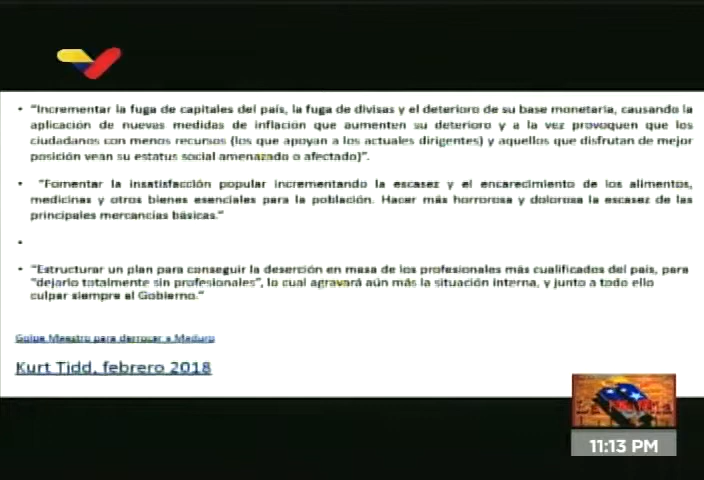 • "Incrementar la fuga de capitales del país, la fuga de divisas y el deterioro de su base monetaria, causando la
aplicación de nuevas medidas de inflación que aumenten su deterioro y a la vez provoquen que los
ciudadanos con menos recursos (los que apoyan a los actuales dirigentes) y aquellos que disfrutan de mejor
posición vean su estatus social amenazado o afectado)".
• "Fomentar la insatisfacción popular incrementando la escasez y el encarecimiento de los alimentos,
medicinas y otros bienes esenciales para la población. Hacer más horrorosa y dolorosa la escasez de las
principales mercancías básicas."
•
• "Estructurar un plan para conseguir la deserción en masa de los profesionales más cualificados del país, para
"dejarlo totalmente sin profesionales", lo cual agravará aún más la situación interna, y junto a todo ello
culpar siempre al Gobierno."
Golpe Maestro para derrocar a Maduro
Kurt Tidd, febrero 2018
11:13 PM